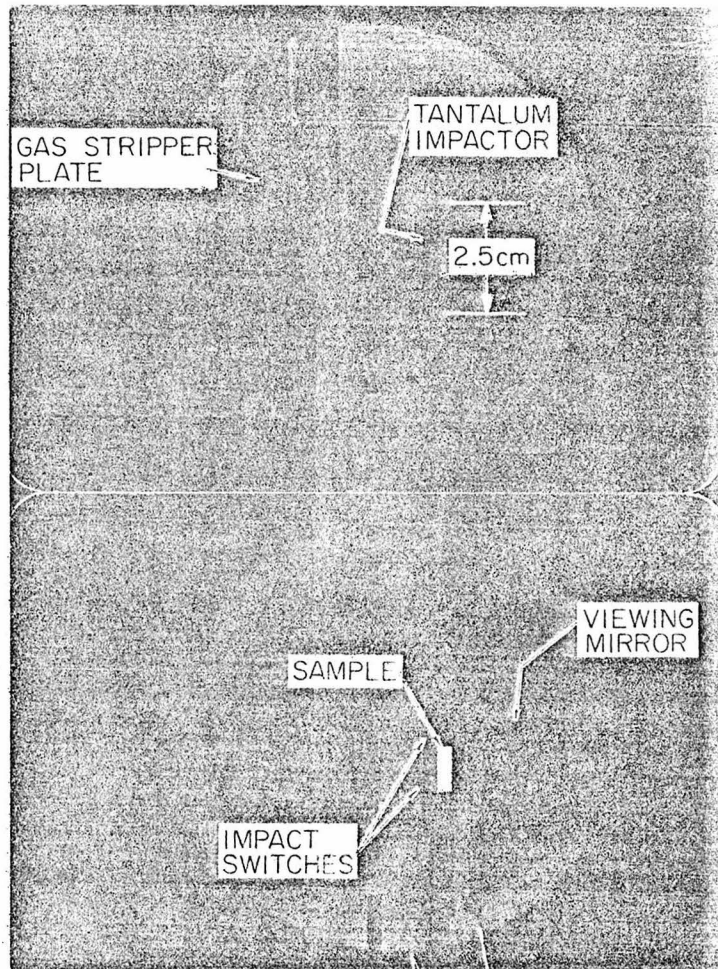 TANTALUM
IMPACTOR
GAS STRIPPER
PLATE
2.5cm
VIEWING
MIRROR
SAMPLE
IMPACT
SWITCHES